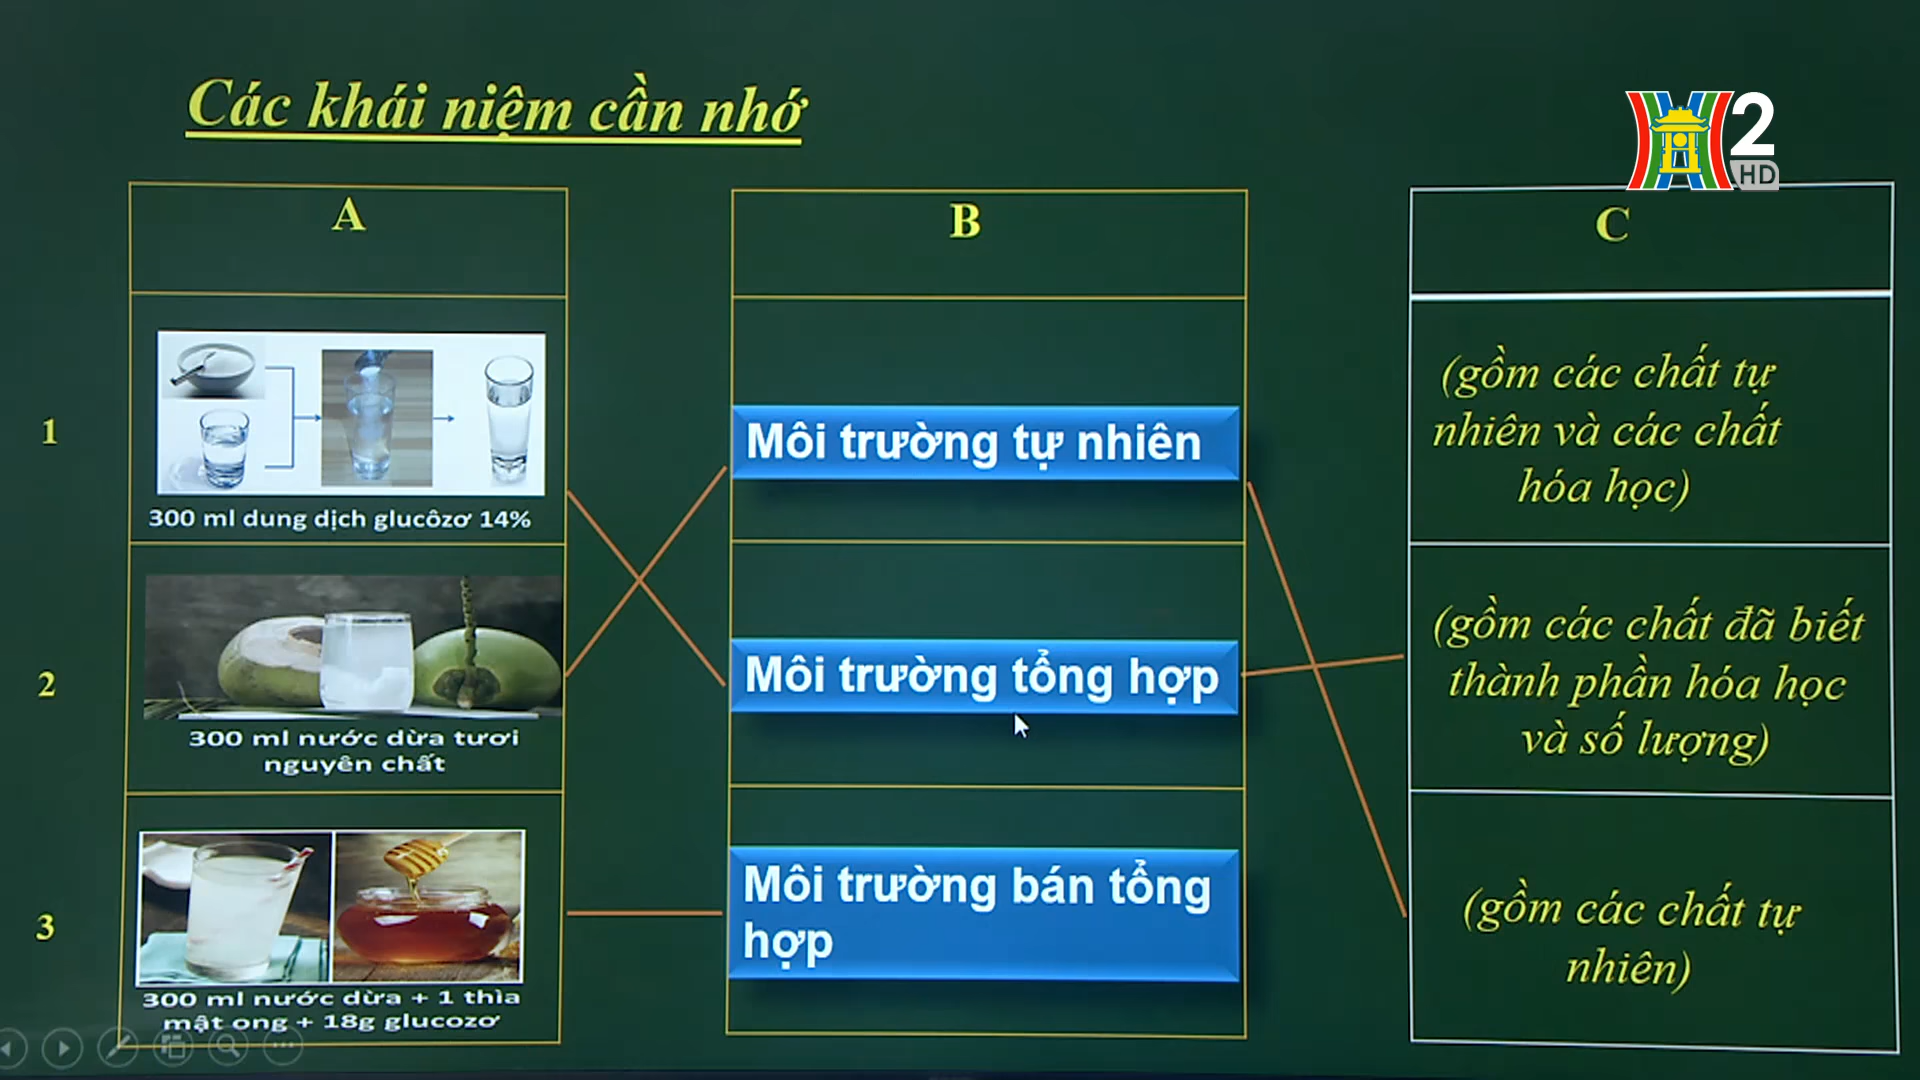 Các khái niệm cần nhớ
2
HD
A
B
C
1
300 ml dung dịch glucôzơ 14%
Môi trường tự nhiên
(gồm các chất tự
nhiên và các chất
hóa học)
2
300 ml nước dừa tươi
nguyên chất
Môi trường tổng hợp
(gồm các chất đã biết
thành phần hóa học
và số lượng)
3
300 ml nước dừa + 1 thìa
mật ong + 18g glucozơ
Môi trường bán tổng
hợp
(gồm các chất tự
nhiên)